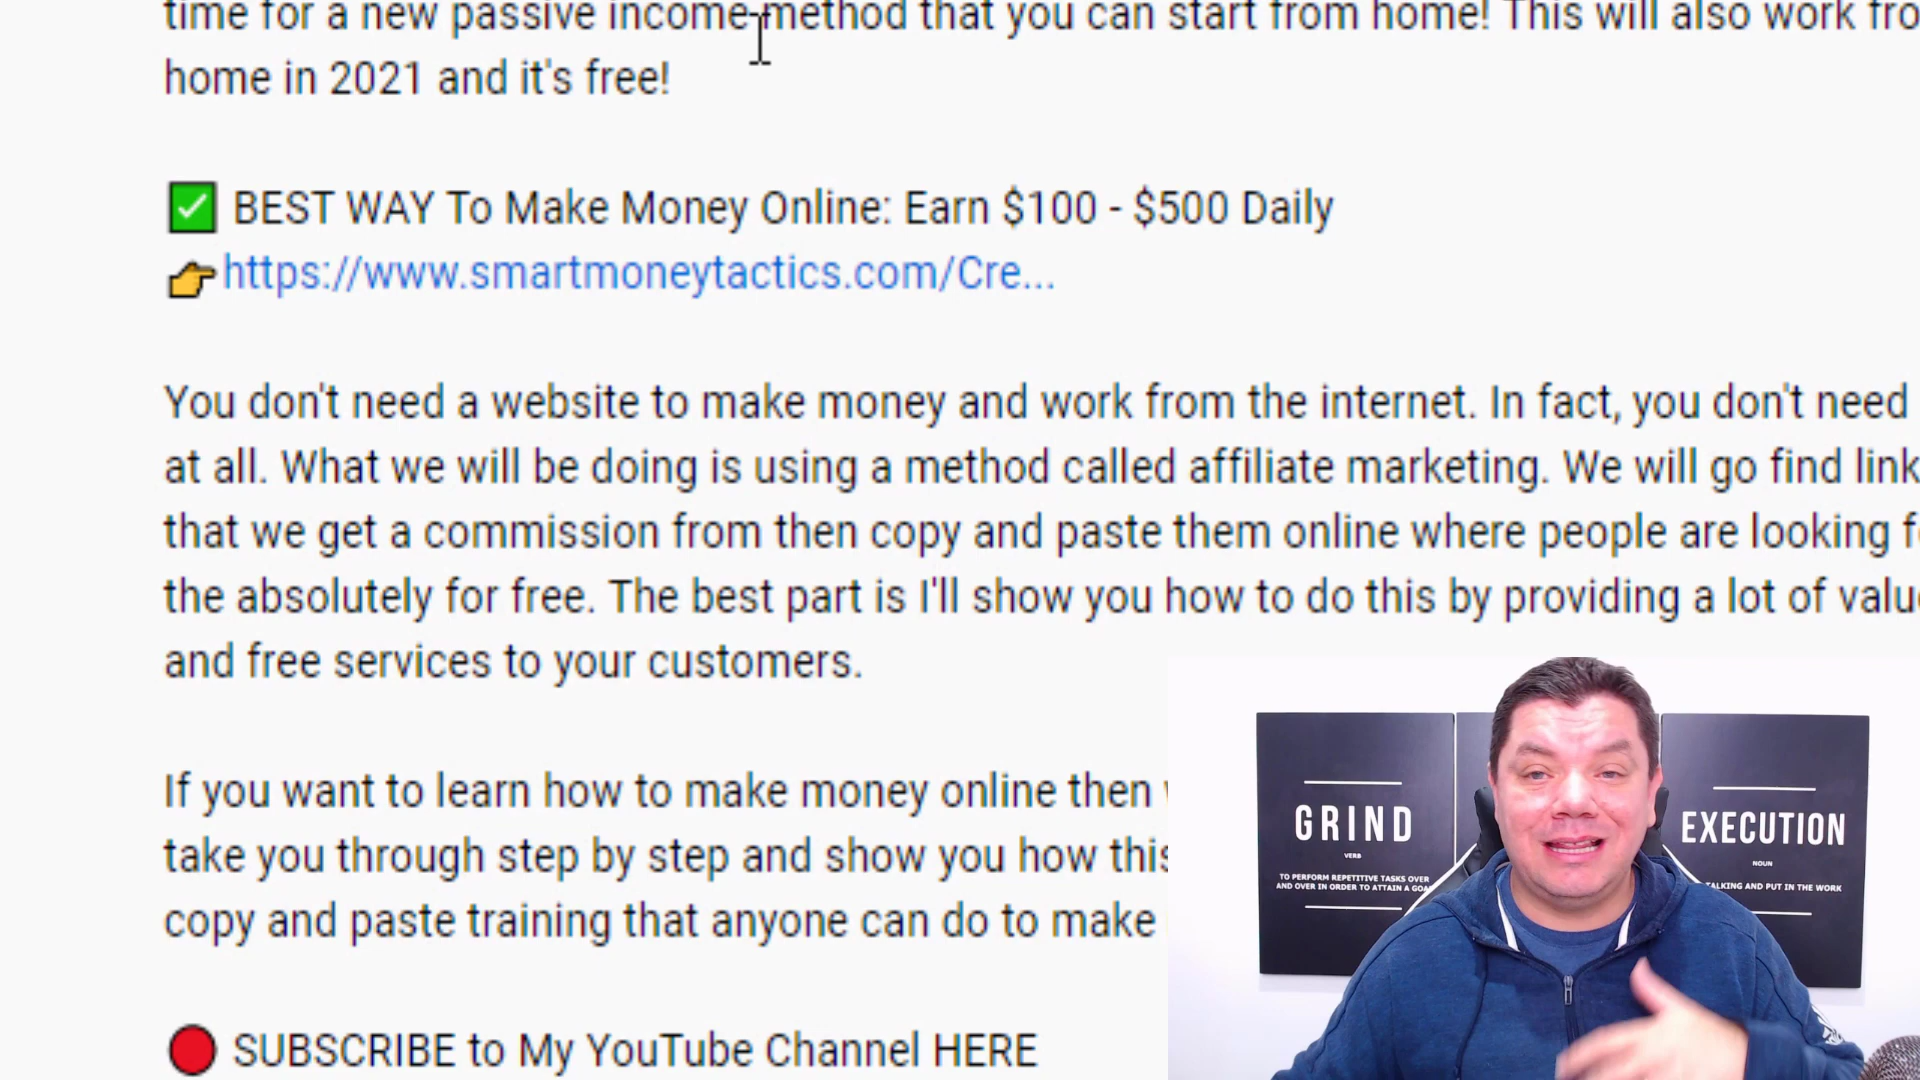 time for a new passive income method that you can start from home! This will also work fro
home in 2021 and it's free!
✅ BEST WAY To Make Money Online: Earn $100 - $500 Daily
👉https://www.smartmoneytactics.com/Cre...
You don't need a website to make money and work from the internet. In fact, you don't need
at all. What we will be doing is using a method called affiliate marketing. We will go find link
that we get a commission from then copy and paste them online where people are looking f
the absolutely for free. The best part is I'll show you how to do this by providing a lot of valu
and free services to your customers.
If you want to learn how to make money online then
take you through step by step and show you how this
copy and paste training that anyone can do to make
🔴 SUBSCRIBE to My YouTube Channel HERE
GRIND
VERB
TO PERFORM REPETITIVE TASKS OVER
AND OVER IN ORDER TO ATTAIN A GOA
EXECUTION
NOUN
TALKING AND PUT IN THE WORK